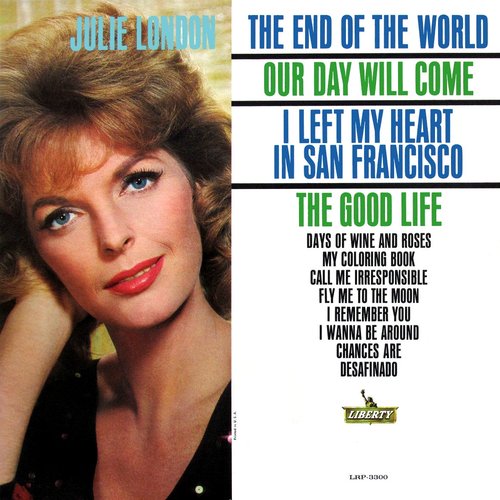 JULIE LONDON
THE END OF THE WORLD
OUR DAY WILL COME
I LEFT MY HEART
IN SAN FRANCISCO
THE GOOD LIFE
DAYS OF WINE AND ROSES
MY COLORING BOOK
CALL ME IRRESPONSIBLE
FLY ME TO THE MOON
I REMEMBER YOU
I WANNA BE AROUND
CHANCES ARE
DESAFINADO
LIBERTY
LRP-3300